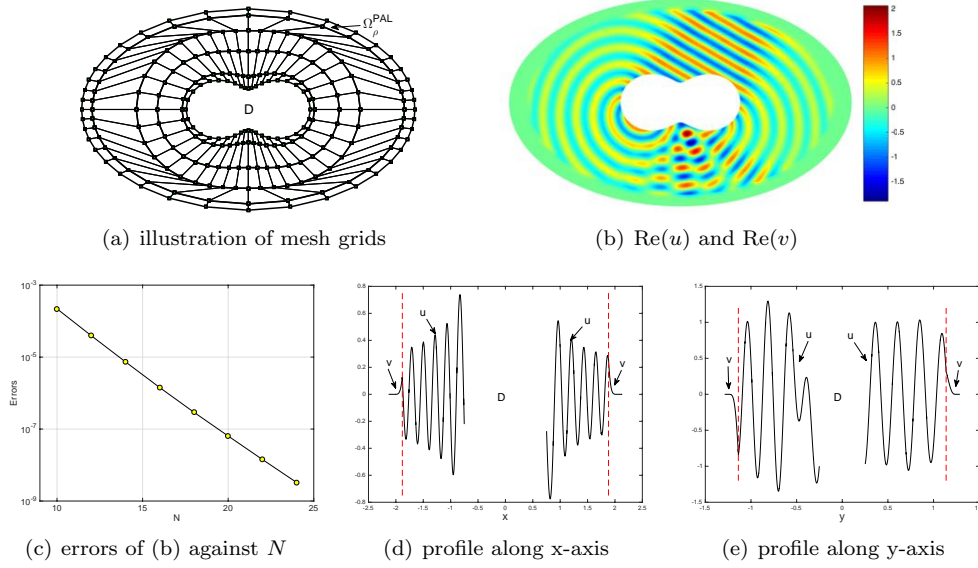 Ω_ρ^PAL
D
2
1.5
1
0.5
0
-0.5
-1
-1.5
(a) illustration of mesh grids
(b) Re(u) and Re(v)
10^-3
10^-5
10^-7
10^-9
Errors
10
15
20
25
N
0.8
0.6
0.4
0.2
0
-0.2
-0.4
-0.6
-0.8
v
u
D
u
v
-2.5
-2
-1.5
-1
-0.5
0
0.5
1
1.5
2
2.5
x
1.5
1
0.5
0
-0.5
-1
-1.5
v
u
D
u
v
-1.5
-1
-0.5
0
0.5
1
y
(c) errors of (b) against N
(d) profile along x-axis
(e) profile along y-axis